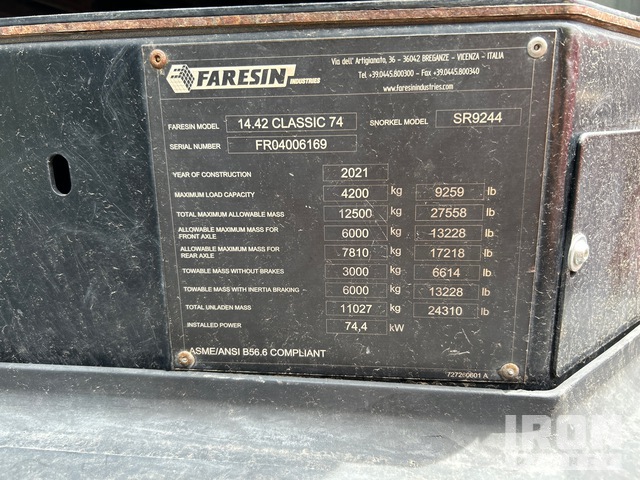 FARESIN INDUSTRIES
Via dell' Artigianato, 36 - 36042 BREGANZE - VICENZA - ITALIA
Tel +39.0445.800300 - Fax +39.0445.800340
www.faresinindustries.com
FARESIN MODEL 14.42 CLASSIC 74 SNORKEL MODEL SR9244
SERIAL NUMBER FR04006169
YEAR OF CONSTRUCTION 2021
MAXIMUM LOAD CAPACITY 4200 kg 9259 lb
TOTAL MAXIMUM ALLOWABLE MASS 12500 kg 27558 lb
ALLOWABLE MAXIMUM MASS FOR
FRONT AXLE 6000 kg 13228 lb
ALLOWABLE MAXIMUM MASS FOR
REAR AXLE 7810 kg 17218 lb
TOWABLE MASS WITHOUT BRAKES 3000 kg 6614 lb
TOWABLE MASS WITH INERTIA BRAKING 6000 kg 13228 lb
TOTAL UNLADEN MASS 11027 kg 24310 lb
INSTALLED POWER 74,4 kW
ASME/ANSI B56.6 COMPLIANT
727280601 A
IRON